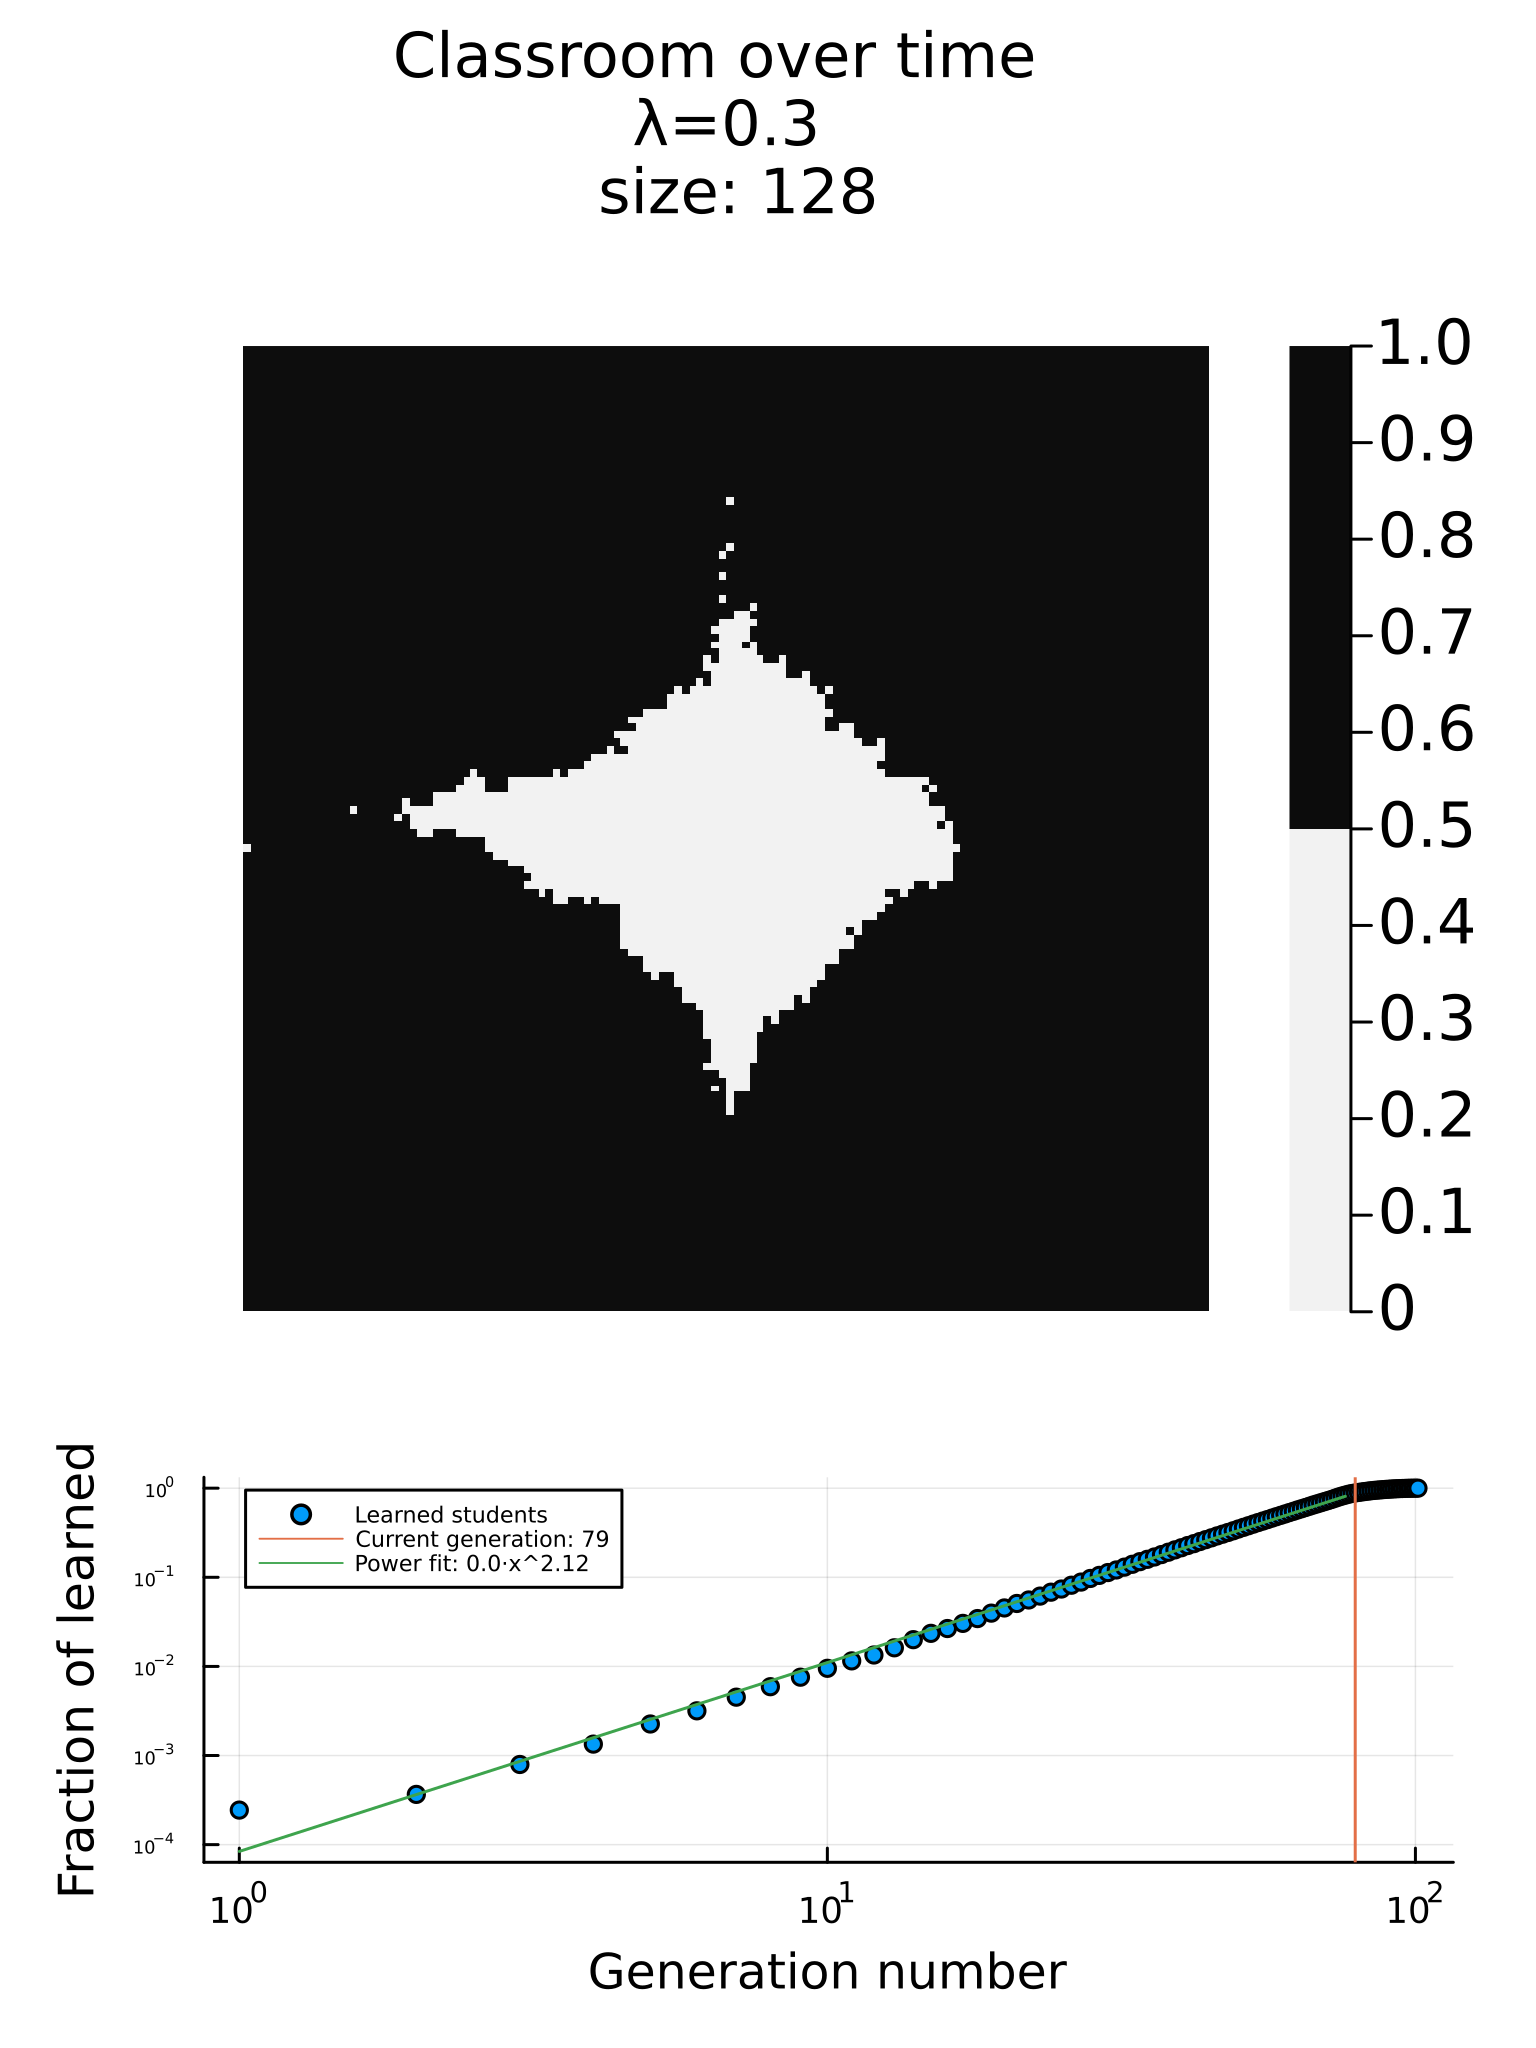 Classroom over time
λ=0.3
size: 128
1.0
0.9
0.8
0.7
0.6
0.5
0.4
0.3
0.2
0.1
0
Fraction of learned
10^0
10^-1
10^-2
10^-3
10^-4
Learned students
Current generation: 79
Power fit: 0.0·x^2.12
10^0 10^1 10^2
Generation number